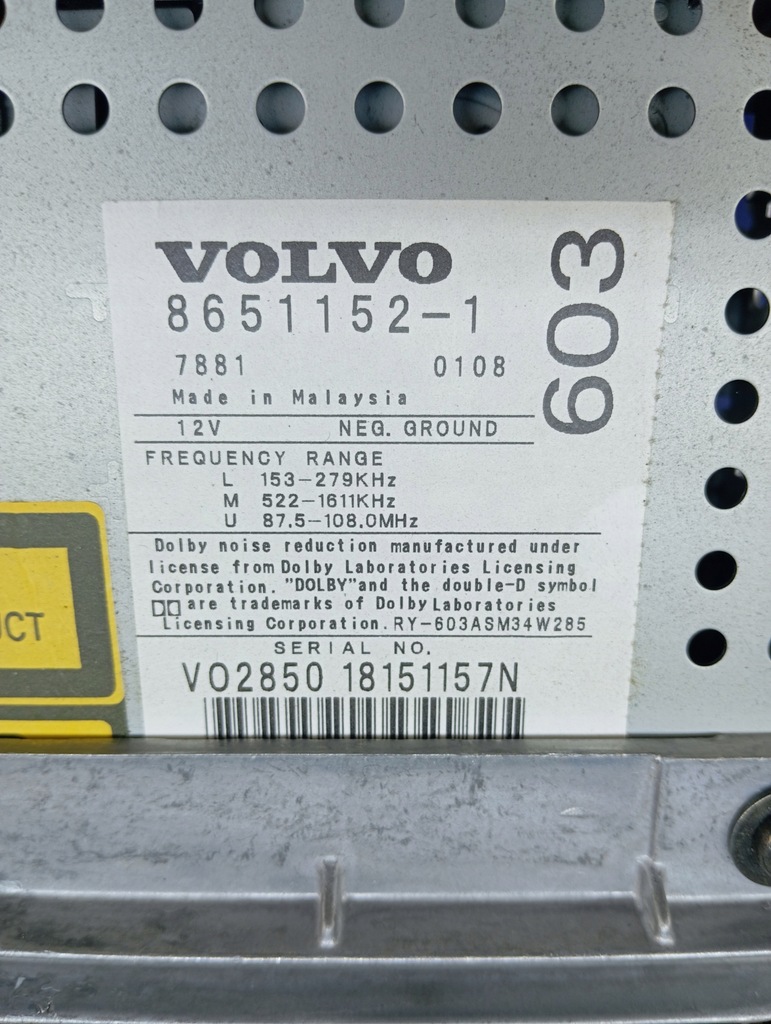 VOLVO
8651152-1
7881 0108
Made in Malaysia
603
12V NEG. GROUND
FREQUENCY RANGE
L 153-279KHz
M 522-1611KHz
U 87.5-108.0MHz
Dolby noise reduction manufactured under
license from Dolby Laboratories Licensing
Corporation. "DOLBY"and the double-D symbol
are trademarks of Dolby Laboratories
Licensing Corporation. RY-603ASM34W285
SERIAL NO.
VO2850 18151157N
UCT